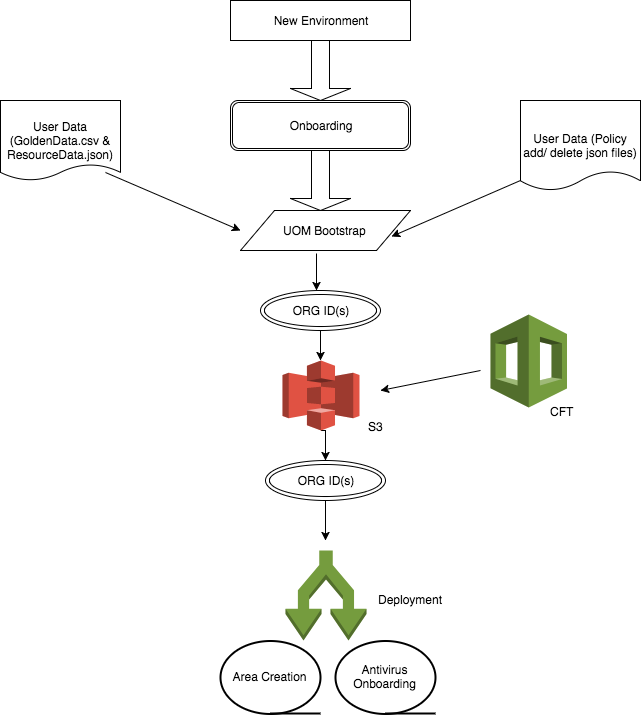 New Environment
Onboarding
User Data
(GoldenData.csv &
ResourceData.json)
User Data (Policy
add/ delete json files)
UOM Bootstrap
ORG ID(s)
S3
CFT
ORG ID(s)
Deployment
Area Creation
Antivirus
Onboarding